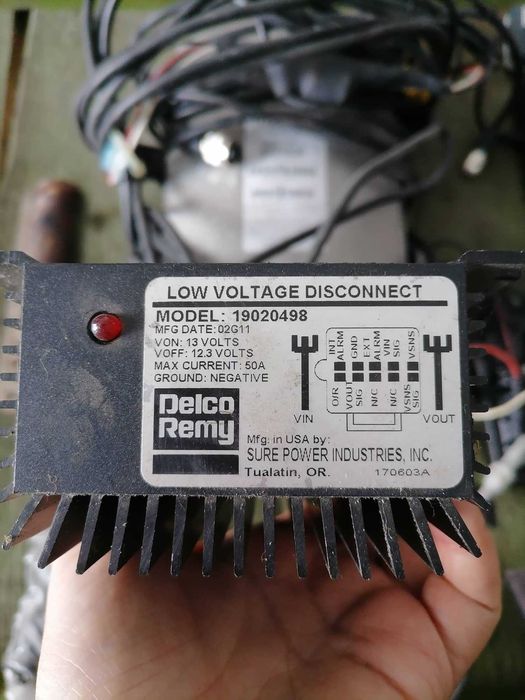 LOW VOLTAGE DISCONNECT
MODEL: 19020498
MFG DATE: 02G11
VON: 13 VOLTS
VOFF: 12.3 VOLTS
MAX CURRENT: 50A
GROUND: NEGATIVE
INT ALRM
GND
EXT ALRM
VIN SIG
VSNS
O/R
VOUT SIG
N/C
N/C
VSNS SIG
VIN
VOUT
Delco
Remy
Mfg: in USA by:
SURE POWER INDUSTRIES, INC.
Tualatin, OR.
170603A